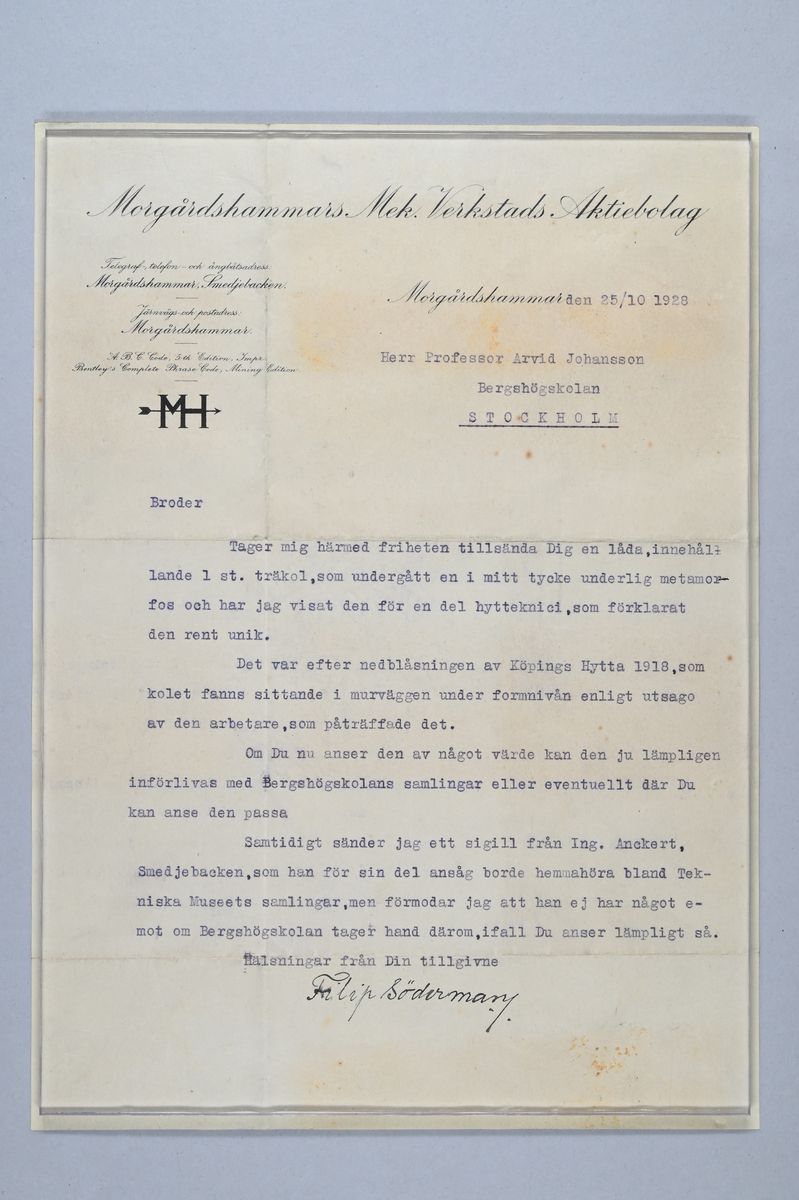 Morgårdshammars Mek. Verkstads Aktiebolag
Telegraf-, telefon- och ångbåtsadress:
Morgårdshammar, Smedjebacken.
Järnvägs- och postadress:
Morgårdshammar.
A. B. C. Code, 5-th Edition, Impr.
Bentley's Complete Phrase Code, Mining Edition.
MH
Morgårdshammar den 25/10 1928
Herr Professor Arvid Johansson
Bergshögskolan
STOCKHOLM
Broder
Tager mig härmed friheten tillsända Dig en låda,innehål-
lande 1 st. träkol,som undergått en i mitt tycke underlig metamor-
fos och har jag visat den för en del hytteknici,som förklarat
den rent unik.
Det var efter nedblåsningen av Köpings Hytta 1918,som
kolet fanns sittande i murväggen under formnivån enligt utsago
av den arbetare,som påträffade det.
Om Du nu anser den av något värde kan den ju lämpligen
införlivas med Bergshögskolans samlingar eller eventuellt där Du
kan anse den passa
Samtidigt sänder jag ett sigill från Ing. Anckert,
Smedjebacken,som han för sin del ansåg borde hemmahöra bland Tek-
niska Museets samlingar,men förmodar jag att han ej har något e-
mot om Bergshögskolan tager hand därom,ifall Du anser lämpligt så.
Hälsningar från Din tillgivne
Filip Söderman